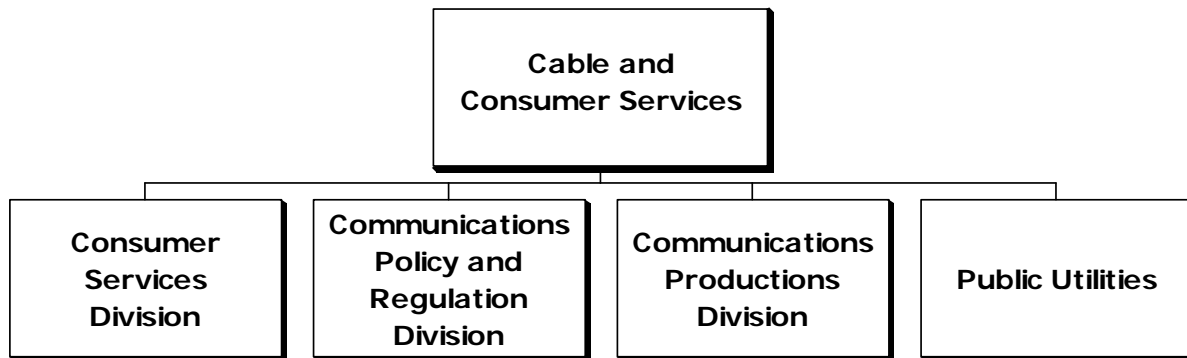 Cable and
Consumer Services
Consumer
Services
Division
Communications
Policy and
Regulation
Division
Communications
Productions
Division
Public Utilities